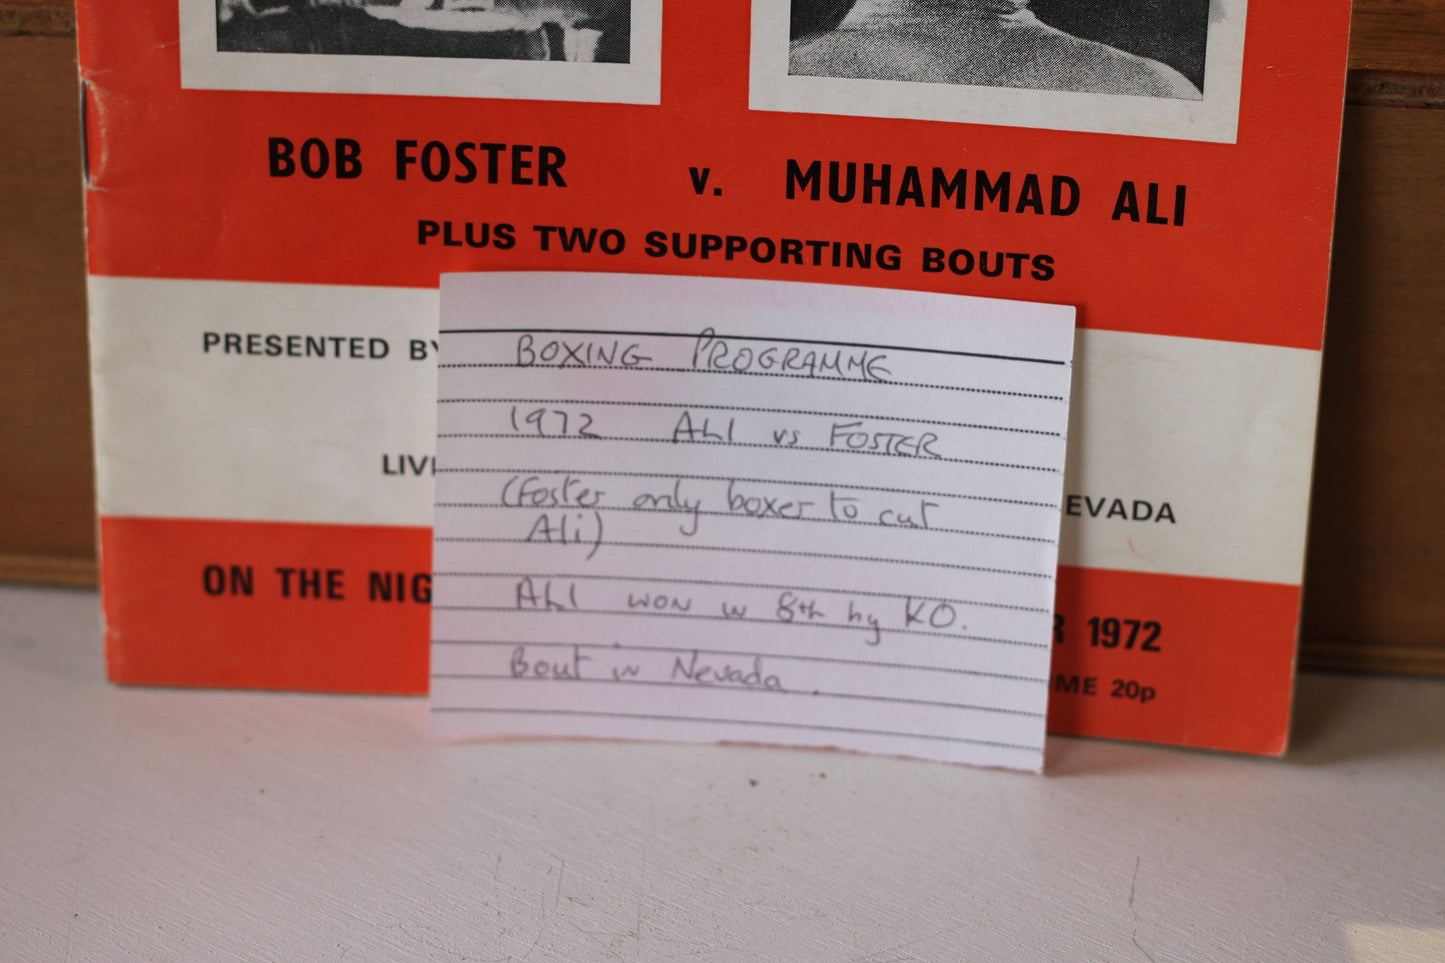 BOB FOSTER v. MUHAMMAD ALI
PLUS TWO SUPPORTING BOUTS
PRESENTED BY
LIVE
EVADA
ON THE NIG
R 1972
ME 20p
BOXING PROGRAMME
1972 ALI vs FOSTER
(Foster only boxer to cut
Ali)
ALI WON IN 8th by KO.
Bout in Nevada.